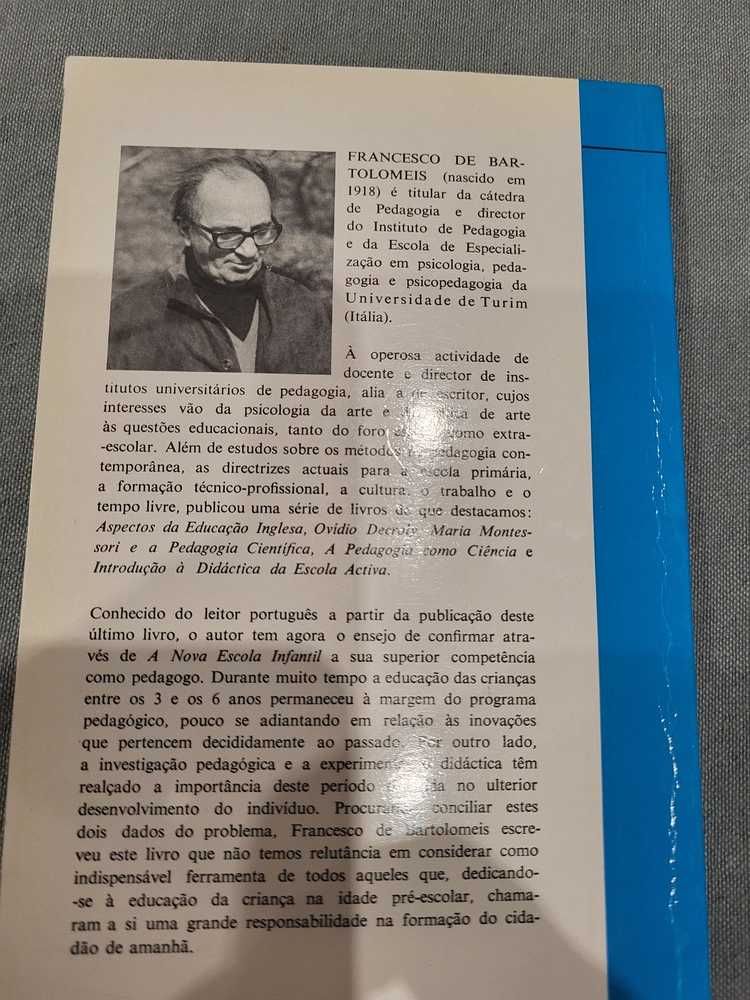 FRANCESCO DE BAR-
TOLOMEIS (nascido em
1918) é titular da cátedra
de Pedagogia e director
do Instituto de Pedagogia
e da Escola de Especiali-
zação em psicologia, peda-
gogia e psicopedagogia da
Universidade de Turim
(Itália).
À operosa actividade de
docente e director de ins-
titutos universitários de pedagogia, alia a de escritor, cujos
interesses vão da psicologia da arte e de arte
às questões educacionais, tanto do foro como extra-
-escolar. Além de estudos sobre os métodos da pedagogia con-
temporânea, as directrizes actuais para a escola primária,
a formação técnico-profissional, a cultura, o trabalho e o
tempo livre, publicou uma série de livros de que destacamos:
Aspectos da Educação Inglesa, Ovídio Decroly, Maria Montes-
sori e a Pedagogia Científica, A Pedagogia como Ciência e
Introdução à Didáctica da Escola Activa.
Conhecido do leitor português a partir da publicação deste
último livro, o autor tem agora o ensejo de confirmar atra-
vés de A Nova Escola Infantil a sua superior competência
como pedagogo. Durante muito tempo a educação das crianças
entre os 3 e os 6 anos permaneceu à margem do programa
pedagógico, pouco se adiantando em relação às inovações
que pertencem decididamente ao passado. Por outro lado,
a investigação pedagógica e a didáctica têm
realçado a importância deste período no ulterior
desenvolvimento do indivíduo. Procurando conciliar estes
dois dados do problema, Francesco de Bartolomeis escre-
veu este livro que não temos relutância em considerar como
indispensável ferramenta de todos aqueles que, dedicando-
-se à educação da criança na idade pré-escolar, chama-
ram a si uma grande responsabilidade na formação do cida-
dão de amanhã.